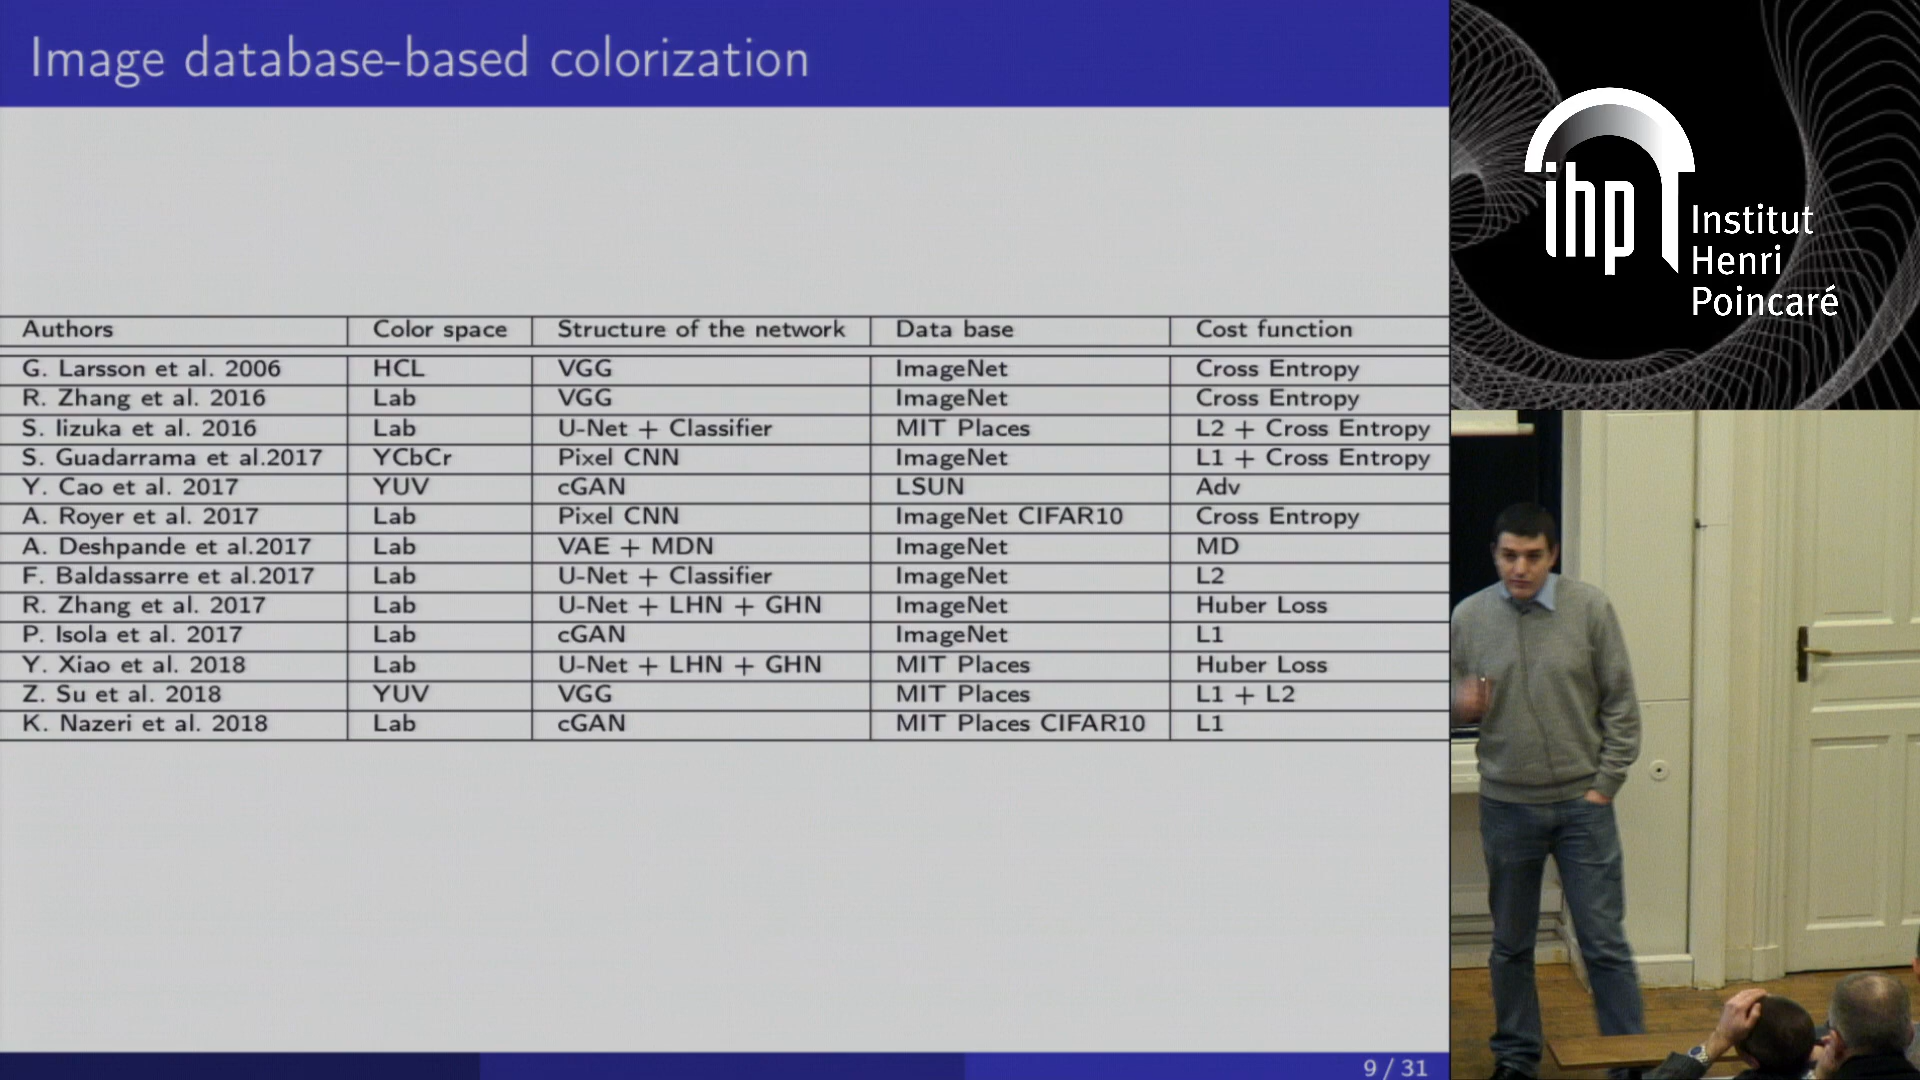 Image database-based colorization
Authors Color space Structure of the network Data base Cost function
G. Larsson et al. 2006 HCL VGG ImageNet Cross Entropy
R. Zhang et al. 2016 Lab VGG ImageNet Cross Entropy
S. Iizuka et al. 2016 Lab U-Net + Classifier MIT Places L2 + Cross Entropy
S. Guadarrama et al.2017 YCbCr Pixel CNN ImageNet L1 + Cross Entropy
Y. Cao et al. 2017 YUV cGAN LSUN Adv
A. Royer et al. 2017 Lab Pixel CNN ImageNet CIFAR10 Cross Entropy
A. Deshpande et al.2017 Lab VAE + MDN ImageNet MD
F. Baldassarre et al.2017 Lab U-Net + Classifier ImageNet L2
R. Zhang et al. 2017 Lab U-Net + LHN + GHN ImageNet Huber Loss
P. Isola et al. 2017 Lab cGAN ImageNet L1
Y. Xiao et al. 2018 Lab U-Net + LHN + GHN MIT Places Huber Loss
Z. Su et al. 2018 YUV VGG MIT Places L1 + L2
K. Nazeri et al. 2018 Lab cGAN MIT Places CIFAR10 L1
9 / 31
ihp
Institut
Henri
Poincaré